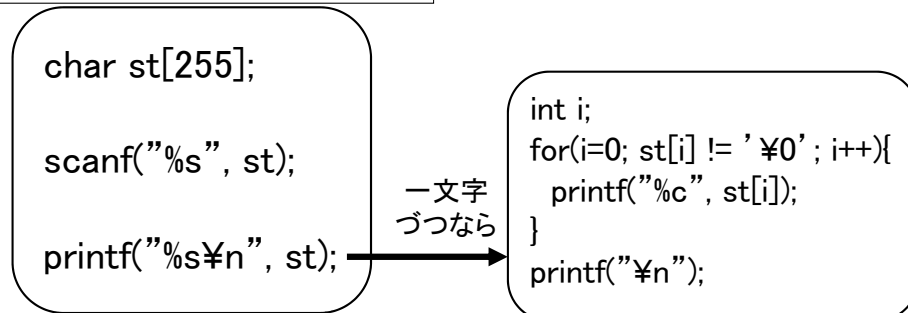 char st[255];
scanf(”%s”, st);
printf(”%s¥n”, st);
一文字
づつなら
int i;
for(i=0; st[i] != ’¥0’; i++){
printf(”%c”, st[i]);
}
printf(”¥n”);